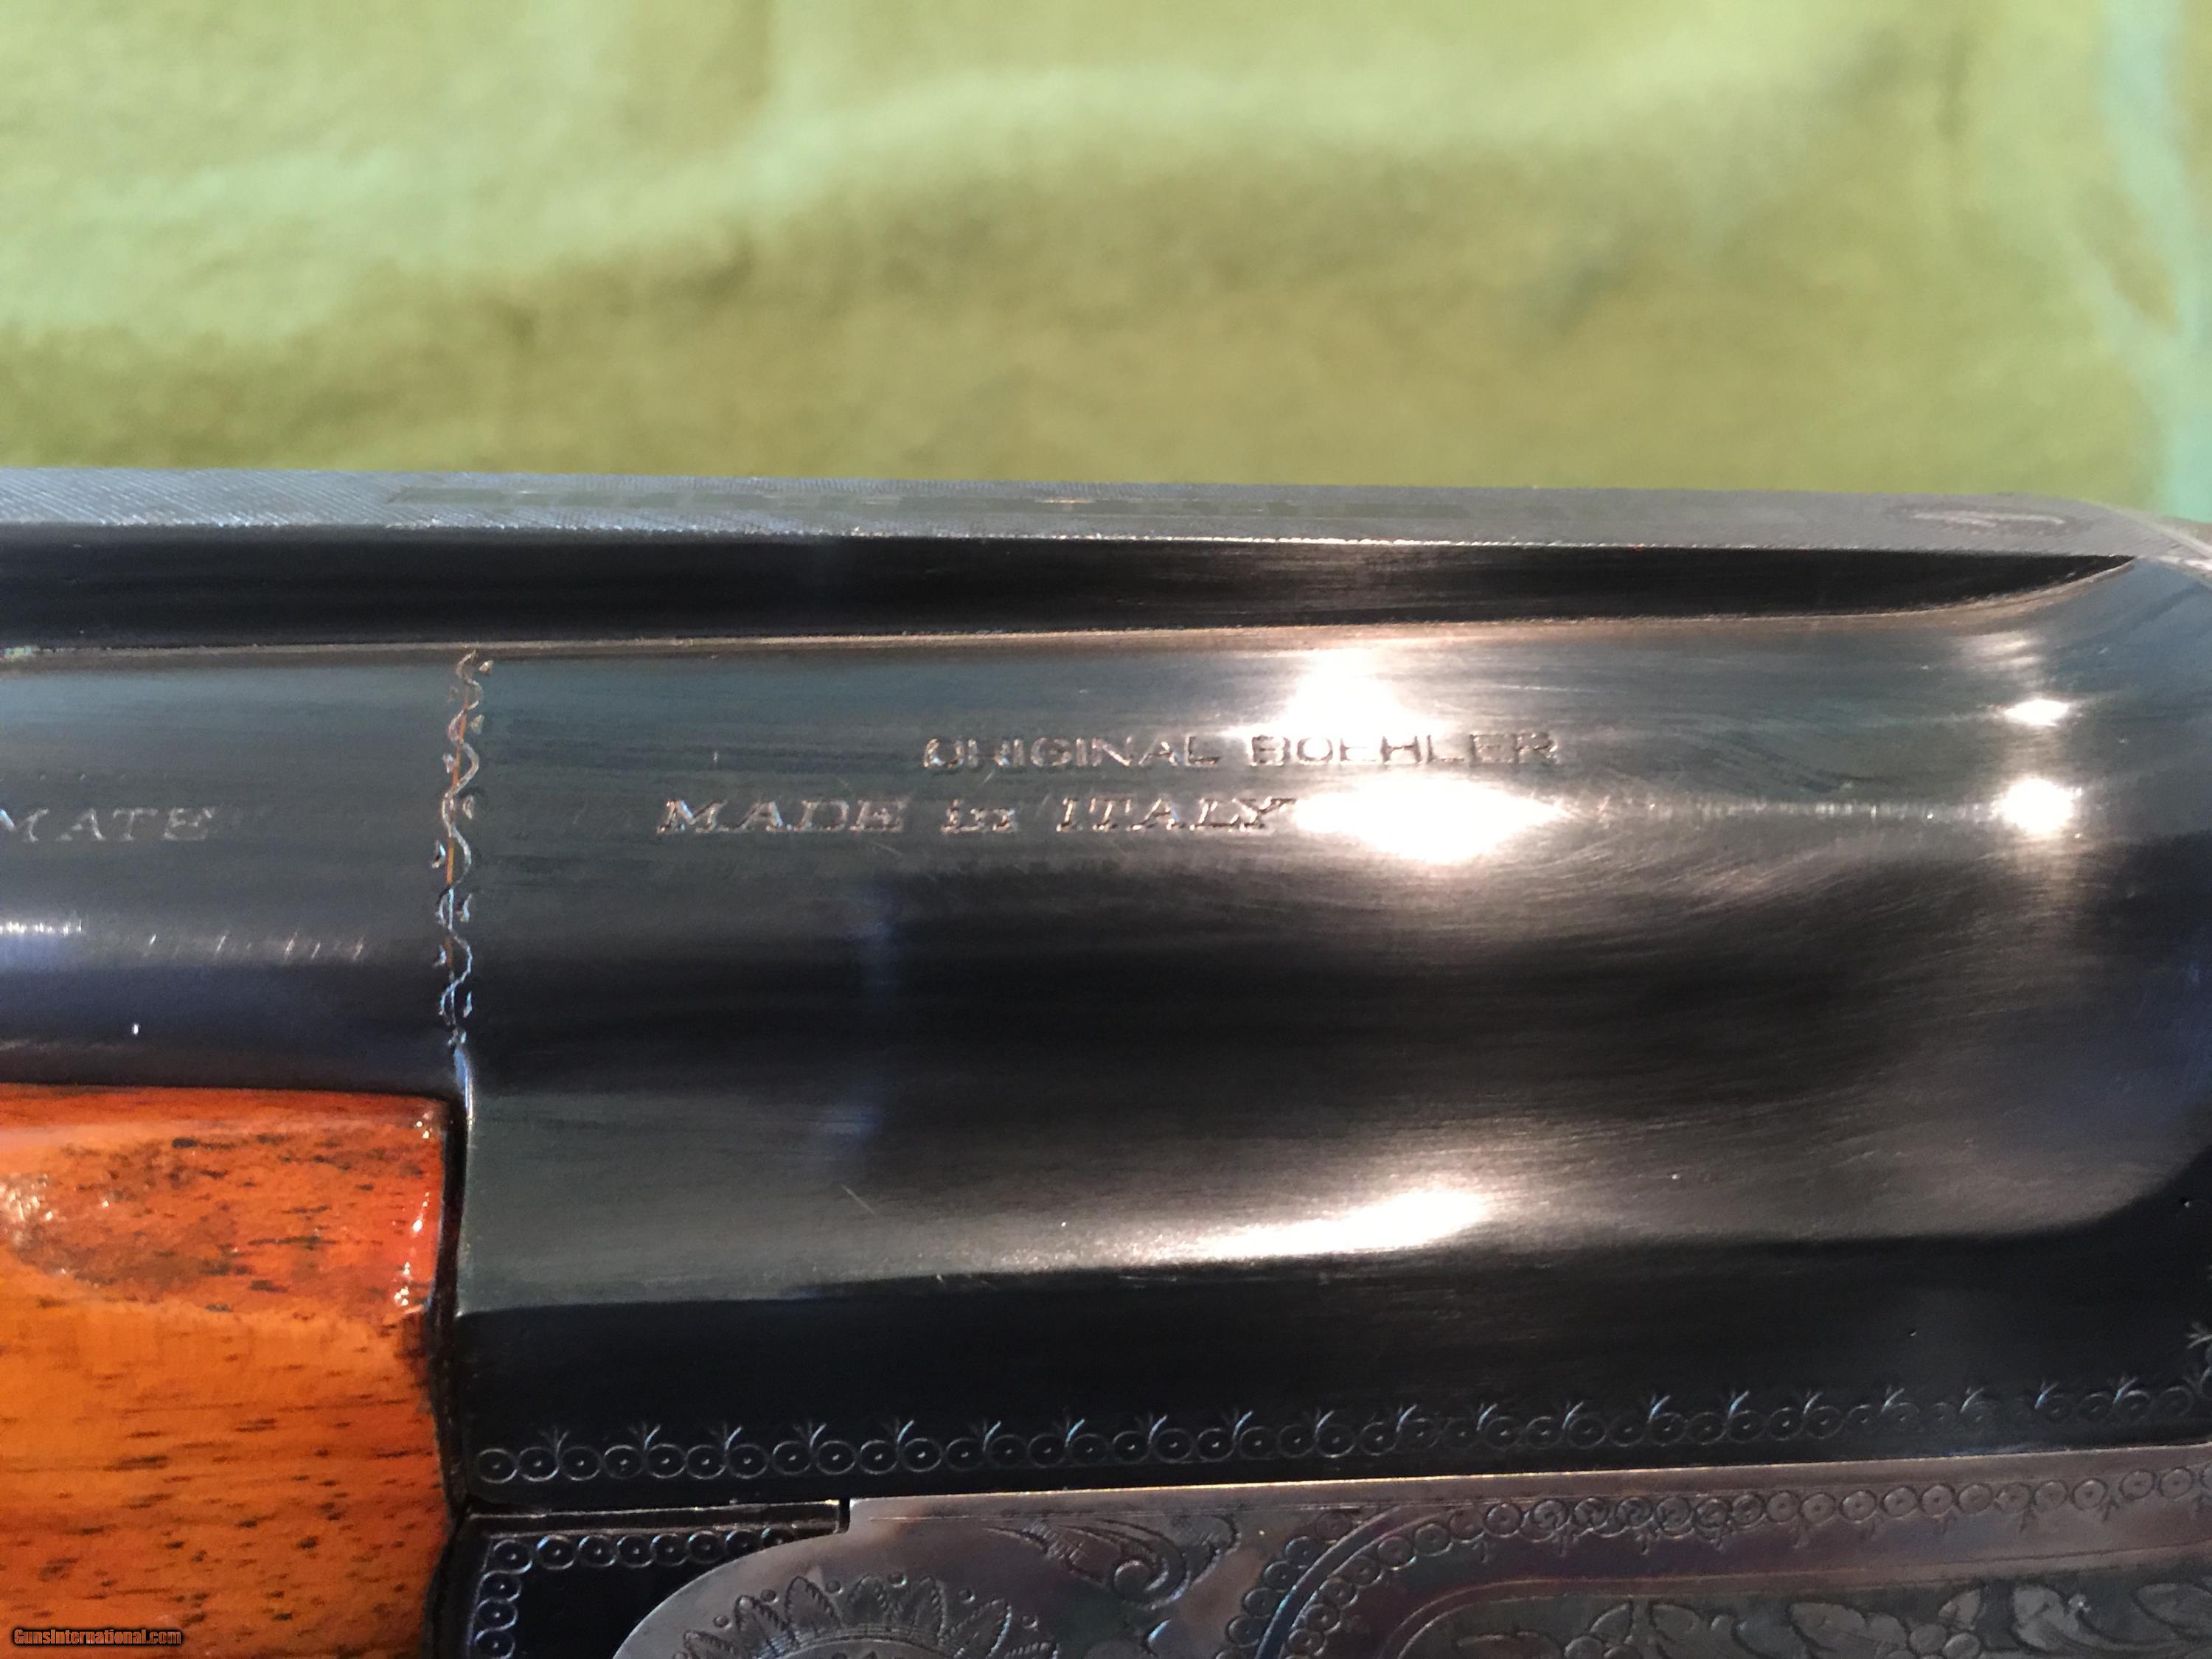 ORIGINAL BOEHLER
MADE in ITALY
MATE
GunsInternational.com